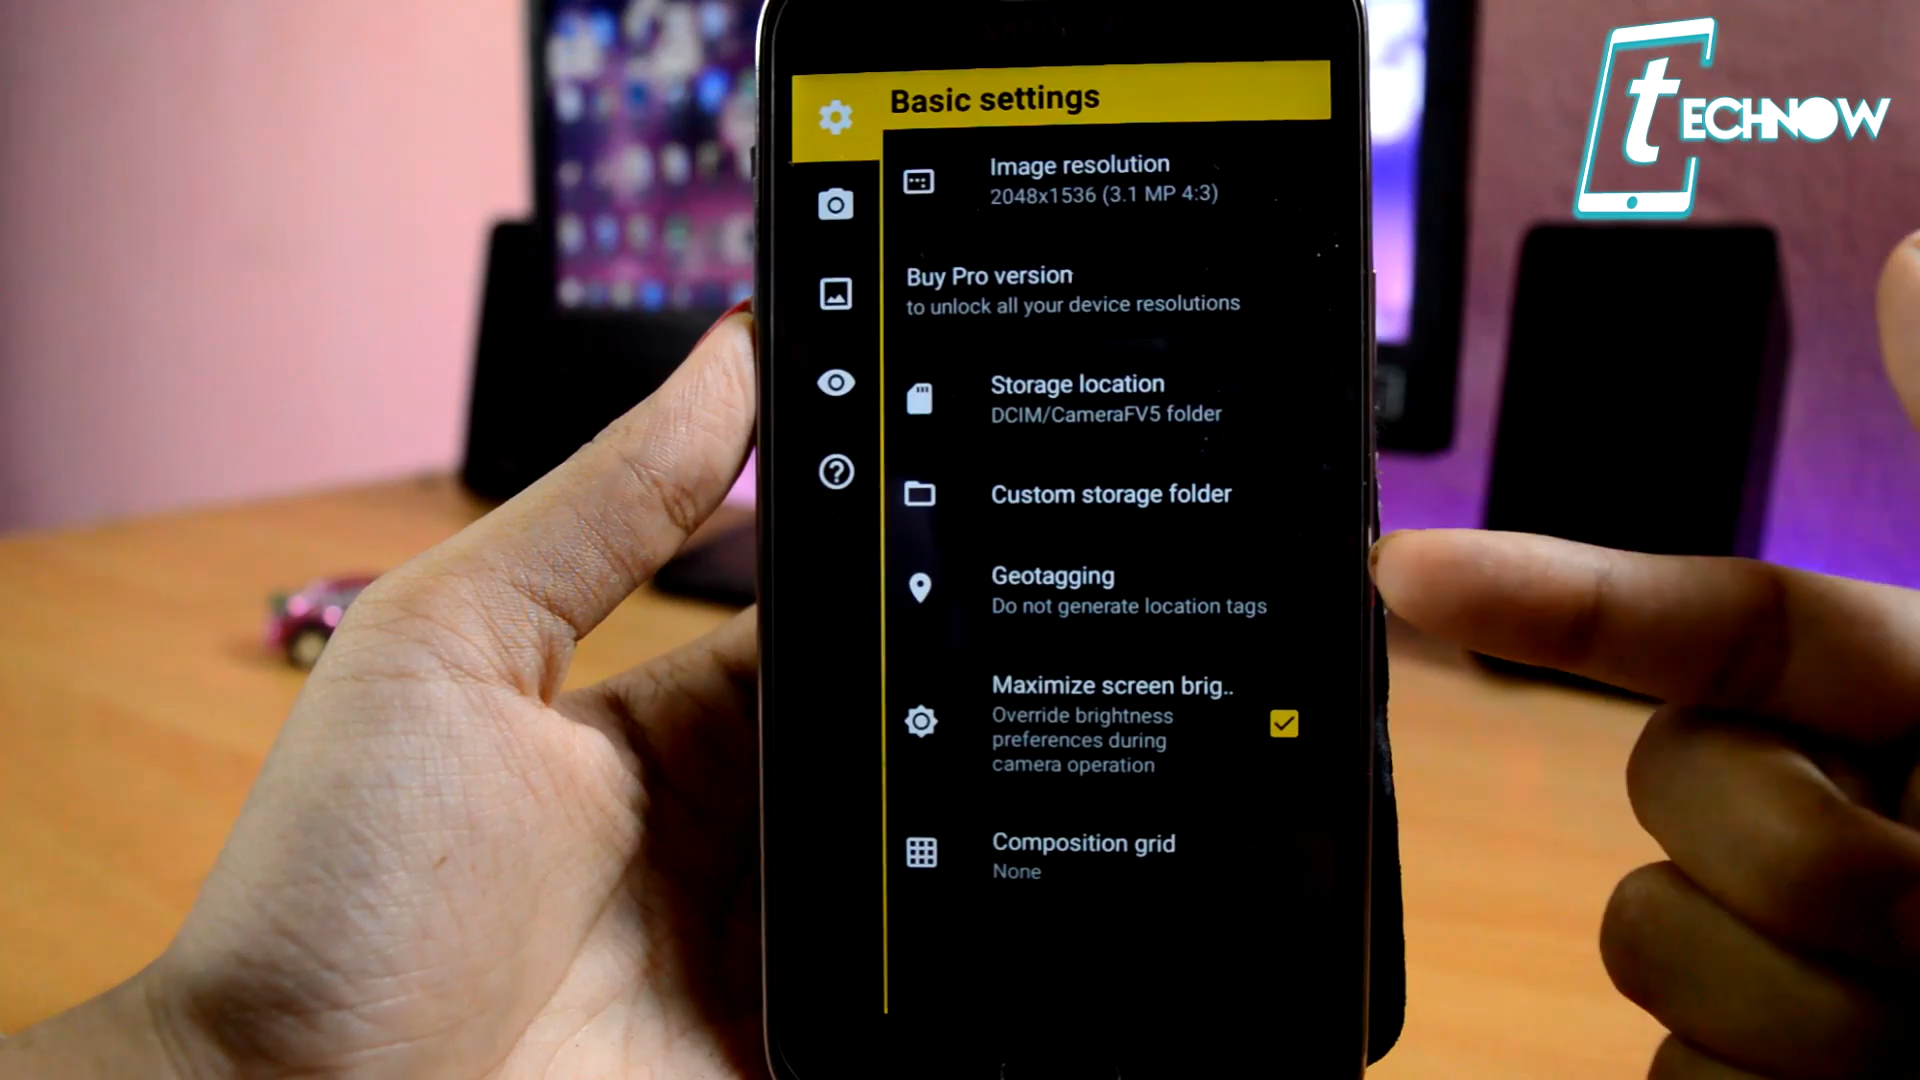 Basic settings
Image resolution
2048x1536 (3.1 MP 4:3)
Buy Pro version
to unlock all your device resolutions
Storage location
DCIM/CameraFV5 folder
Custom storage folder
Geotagging
Do not generate location tags
Maximize screen brig..
Override brightness
preferences during
camera operation
Composition grid
None
tECHNOW